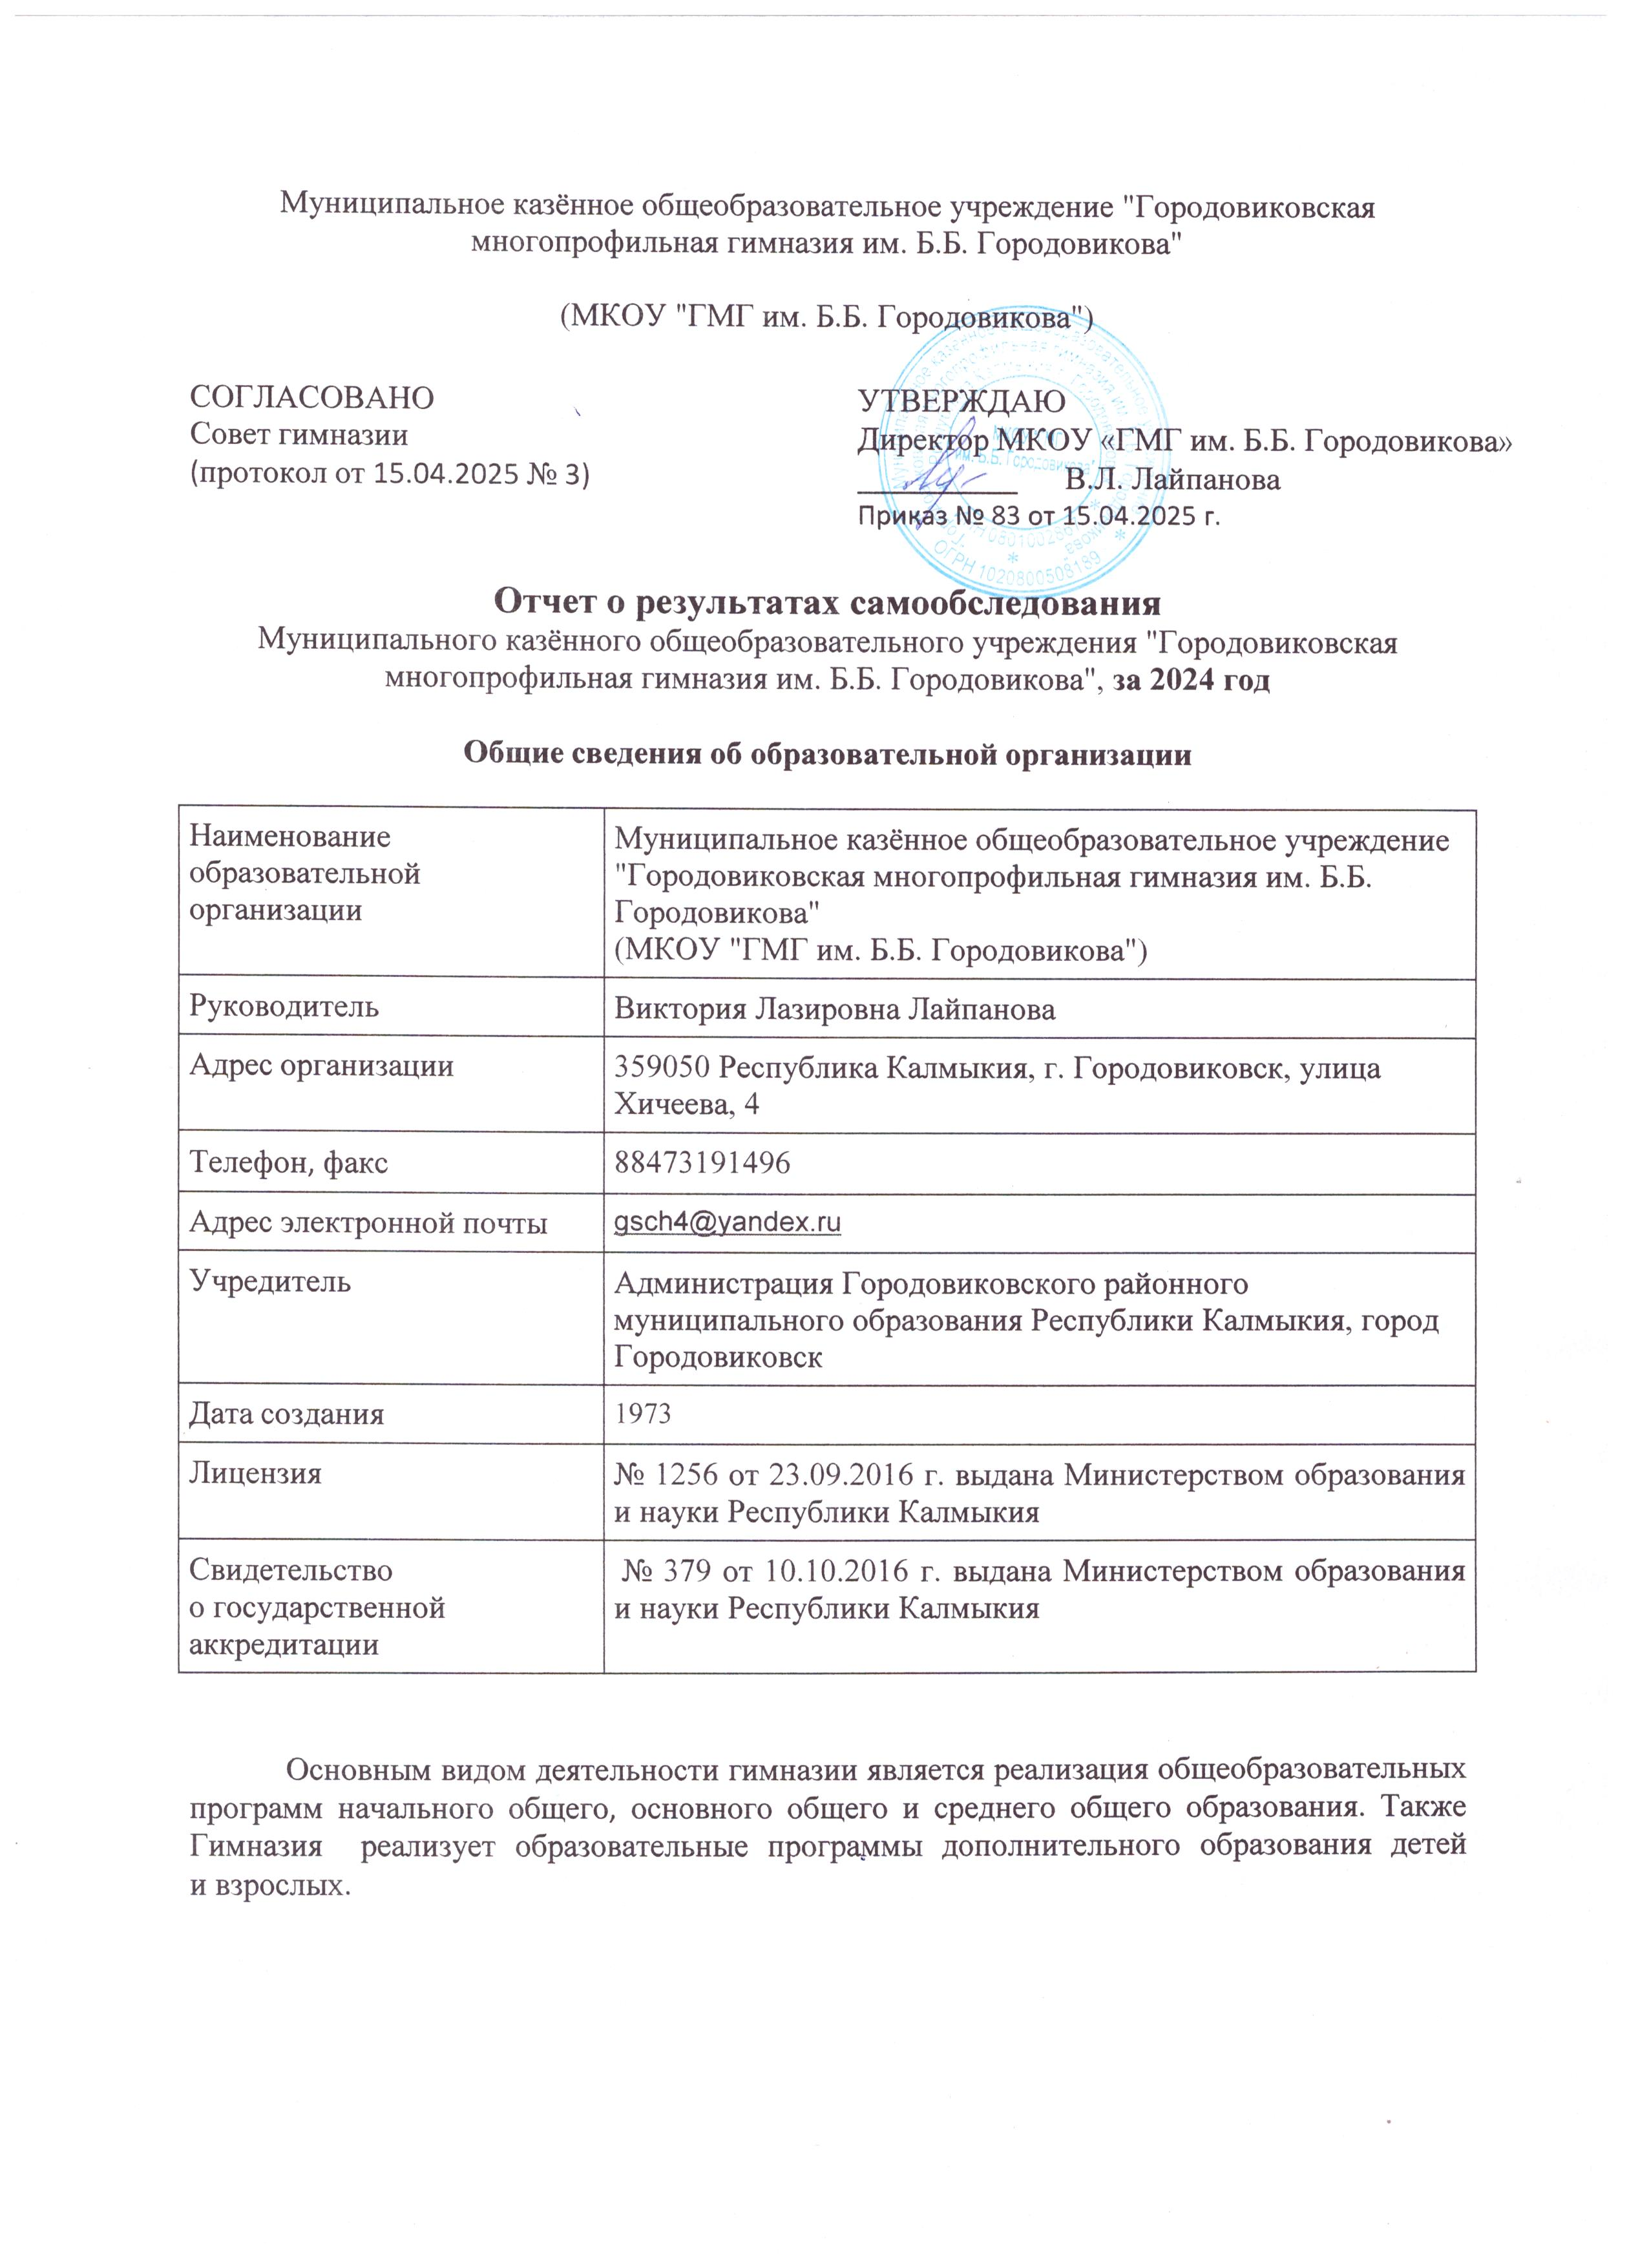 Муниципальное казённое общеобразовательное учреждение "Городовиковская
многопрофильная гимназия им. Б.Б. Городовикова"
(МКОУ "ГМГ им. Б.Б. Городовикова")
СОГЛАСОВАНО
Совет гимназии
(протокол от 15.04.2025 № 3)
УТВЕРЖДАЮ
Директор МКОУ «ГМГ им. Б.Б. Городовикова»
В.Л. Лайпанова
Приказ № 83 от 15.04.2025 г.
им. Б.Б. Городовикова"
ОГРН 1020800508189
Отчет о результатах самообследования
Муниципального казённого общеобразовательного учреждения "Городовиковская
многопрофильная гимназия им. Б.Б. Городовикова", за 2024 год
Общие сведения об образовательной организации
Наименование
образовательной
организации
Муниципальное казённое общеобразовательное учреждение
"Городовиковская многопрофильная гимназия им. Б.Б.
Городовикова"
(МКОУ "ГМГ им. Б.Б. Городовикова")
Руководитель
Виктория Лазировна Лайпанова
Адрес организации
359050 Республика Калмыкия, г. Городовиковск, улица
Хичеева, 4
Телефон, факс
88473191496
Адрес электронной почты
gsch4@yandex.ru
Учредитель
Администрация Городовиковского районного
муниципального образования Республики Калмыкия, город
Городовиковск
Дата создания
1973
Лицензия
№ 1256 от 23.09.2016 г. выдана Министерством образования
и науки Республики Калмыкия
Свидетельство
о государственной
аккредитации
№ 379 от 10.10.2016 г. выдана Министерством образования
и науки Республики Калмыкия
Основным видом деятельности гимназии является реализация общеобразовательных
программ начального общего, основного общего и среднего общего образования. Также
Гимназия реализует образовательные программы дополнительного образования детей
и взрослых.